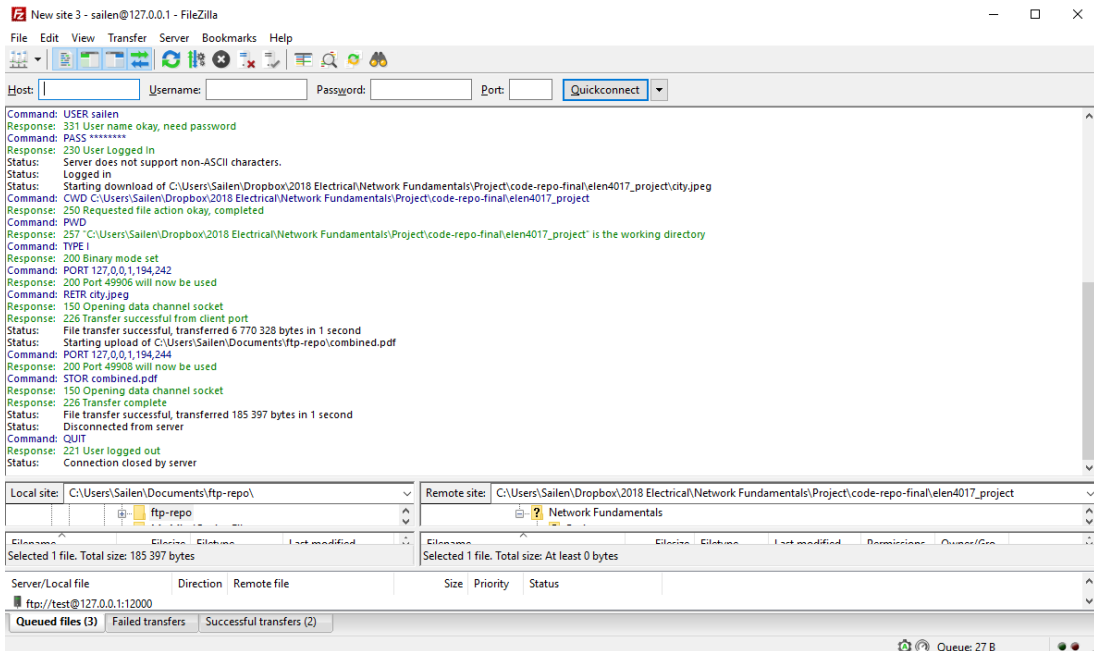 New site 3 - sailen@127.0.0.1 - FileZilla
File Edit View Transfer Server Bookmarks Help
Host: Username: Password: Port: Quickconnect
Command: USER sailen
Response: 331 User name okay, need password
Command: PASS ********
Response: 230 User Logged In
Status: Server does not support non-ASCII characters.
Status: Logged in
Status: Starting download of C:\Users\Sailen\Dropbox\2018 Electrical\Network Fundamentals\Project\code-repo-final\elen4017_project\city.jpeg
Command: CWD C:\Users\Sailen\Dropbox\2018 Electrical\Network Fundamentals\Project\code-repo-final\elen4017_project
Response: 250 Requested file action okay, completed
Command: PWD
Response: 257 "C:\Users\Sailen\Dropbox\2018 Electrical\Network Fundamentals\Project\code-repo-final\elen4017_project" is the working directory
Command: TYPE I
Response: 200 Binary mode set
Command: PORT 127,0,0,1,194,242
Response: 200 Port 49906 will now be used
Command: RETR city.jpeg
Response: 150 Opening data channel socket
Response: 226 Transfer successful from client port
Status: File transfer successful, transferred 6 770 328 bytes in 1 second
Status: Starting upload of C:\Users\Sailen\Documents\ftp-repo\combined.pdf
Command: PORT 127,0,0,1,194,244
Response: 200 Port 49908 will now be used
Command: STOR combined.pdf
Response: 150 Opening data channel socket
Response: 226 Transfer complete
Status: File transfer successful, transferred 185 397 bytes in 1 second
Status: Disconnected from server
Command: QUIT
Response: 221 User logged out
Status: Connection closed by server
Local site: C:\Users\Sailen\Documents\ftp-repo\ Remote site: C:\Users\Sailen\Dropbox\2018 Electrical\Network Fundamentals\Project\code-repo-final\elen4017_project
ftp-repo ? Network Fundamentals
Filename Filesize Filetype Last modified Filename Filesize Filetype Last modified Permissions Owner/Gro
Selected 1 file. Total size: 185 397 bytes Selected 1 file. Total size: At least 0 bytes
Server/Local file Direction Remote file Size Priority Status
ftp://test@127.0.0.1:12000
Queued files (3) Failed transfers Successful transfers (2)
Queue: 27 B